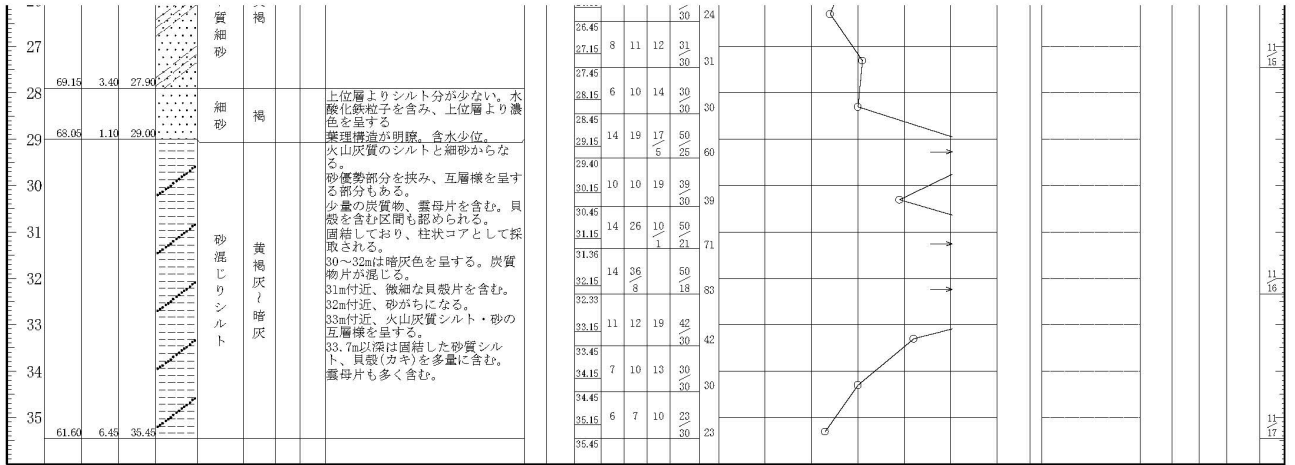 質細砂
黄褐
27
69.15 3.40 27.90
28
細砂
褐
上位層よりシルト分が少ない。水
酸化鉄粒子を含み、上位層より濃
色を呈する
葉理構造が明瞭。含水少位。
68.05 1.10 29.00
29
30
31
32
33
34
35
砂混じりシルト
黄褐灰～暗灰
火山灰質のシルトと細砂からな
る。
砂優勢部分を挟み、互層様を呈す
る部分もある。
少量の炭質物、雲母片を含む。貝
殻を含む区間も認められる。
固結しており、柱状コアとして採
取される。
30～32mは暗灰色を呈する。炭質
物片が混じる。
31m付近、微細な貝殻片を含む。
32m付近、砂がちになる。
33m付近、火山灰質シルト・砂の
互層様を呈する。
33.7m以深は固結した砂質シル
ト、貝殻(カキ)を多量に含む。
雲母片も多く含む。
61.60 6.45 35.45
30 24
26.45
27.15 8 11 12 31/30 31
27.45
28.15 6 10 14 30/30 30
28.45
29.15 14 19 17/5 50/25 60
29.40
30.15 10 10 19 39/30 39
30.45
31.15 14 26 10/1 50/21 71
31.36
32.15 14 36/8 50/18 83
32.33
33.15 11 12 19 42/30 42
33.45
34.15 7 10 13 30/30 30
34.45
35.15 6 7 10 23/30 23
35.45
11/15
11/16
11/17